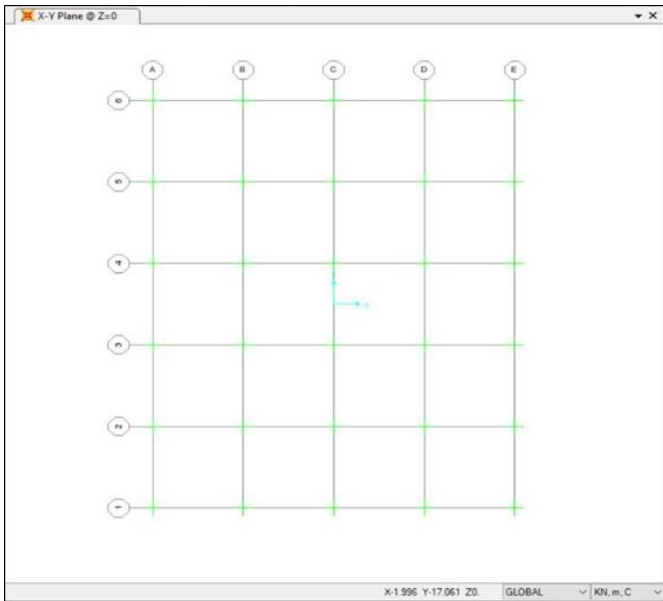 X-Y Plane @ Z=0
A B C D E
6
5
4
3
2
1
Y
X
X-1.996 Y-17.061 Z0. GLOBAL KN, m, C